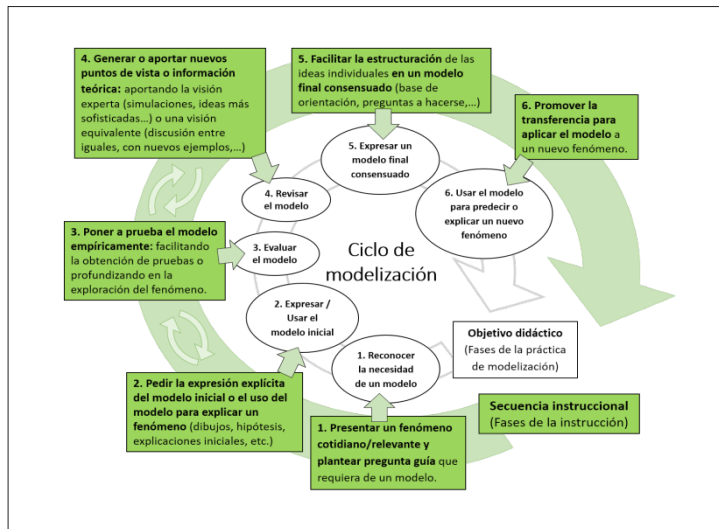 4. Generar o aportar nuevos
puntos de vista o información
teórica: aportando la visión
experta (simulaciones, ideas más
sofisticadas...) o una visión
equivalente (discusión entre
iguales, con nuevos ejemplos,...)
5. Facilitar la estructuración de las
ideas individuales en un modelo
final consensuado (base de
orientación, preguntas a hacerse,...)
6. Promover la
transferencia para
aplicar el modelo a
un nuevo fenómeno.
5. Expresar un
modelo final
consensuado
4. Revisar
el modelo
6. Usar el modelo
para predecir o
explicar un nuevo
fenómeno
3. Poner a prueba el modelo
empíricamente: facilitando
la obtención de pruebas o
profundizando en la
exploración del fenómeno.
3. Evaluar
el modelo
Ciclo de
modelización
2. Expresar /
Usar el
modelo inicial
1. Reconocer
la necesidad
de un modelo
Objetivo didáctico
(Fases de la práctica
de modelización)
2. Pedir la expresión explícita
del modelo inicial o el uso del
modelo para explicar un
fenómeno (dibujos, hipótesis,
explicaciones iniciales, etc.)
1. Presentar un fenómeno
cotidiano/relevante y
plantear pregunta guía que
requiera de un modelo.
Secuencia instruccional
(Fases de la instrucción)